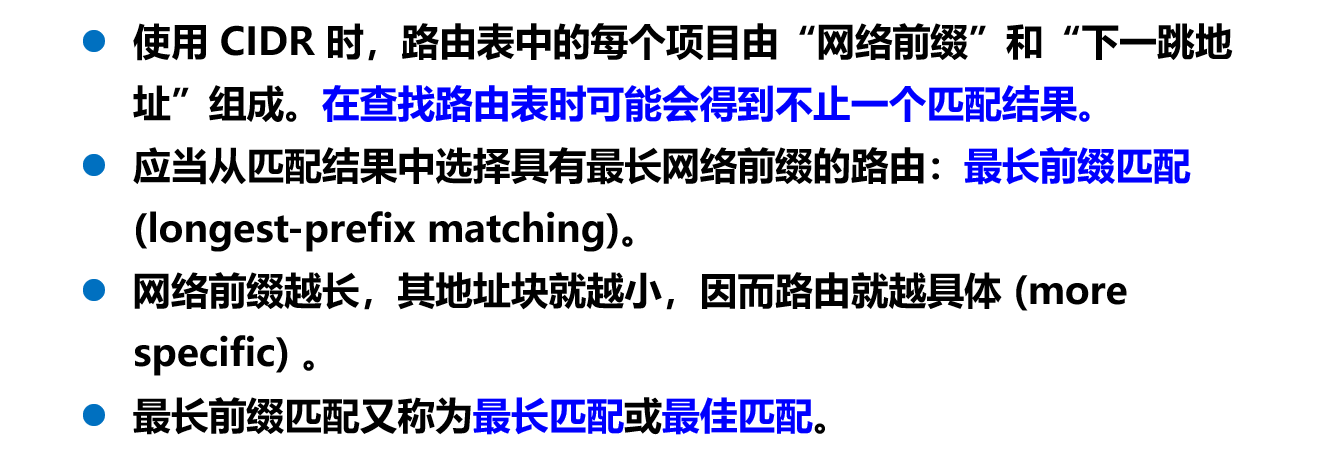 使用 CIDR 时，路由表中的每个项目由“网络前缀”和“下一跳地
址”组成。在查找路由表时可能会得到不止一个匹配结果。
应当从匹配结果中选择具有最长网络前缀的路由：最长前缀匹配
(longest-prefix matching)。
网络前缀越长，其地址块就越小，因而路由就越具体 (more
specific) 。
最长前缀匹配又称为最长匹配或最佳匹配。